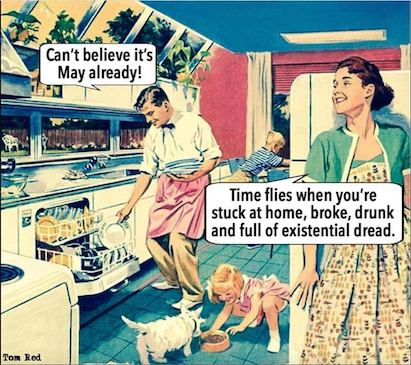 Can't believe it's
May already!
Time flies when you're
stuck at home, broke, drunk
and full of existential dread.
Tom Red